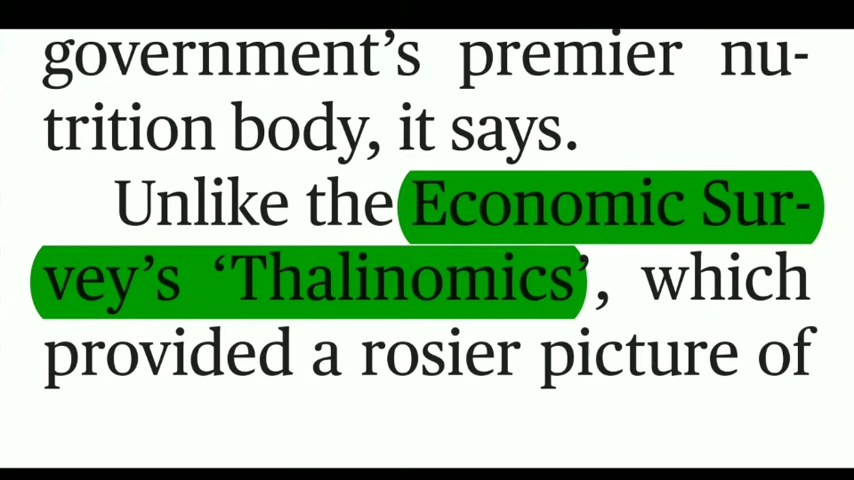 government’s premier nu-
trition body, it says.
Unlike the Economic Sur-
vey’s ‘Thalinomics’, which
provided a rosier picture of